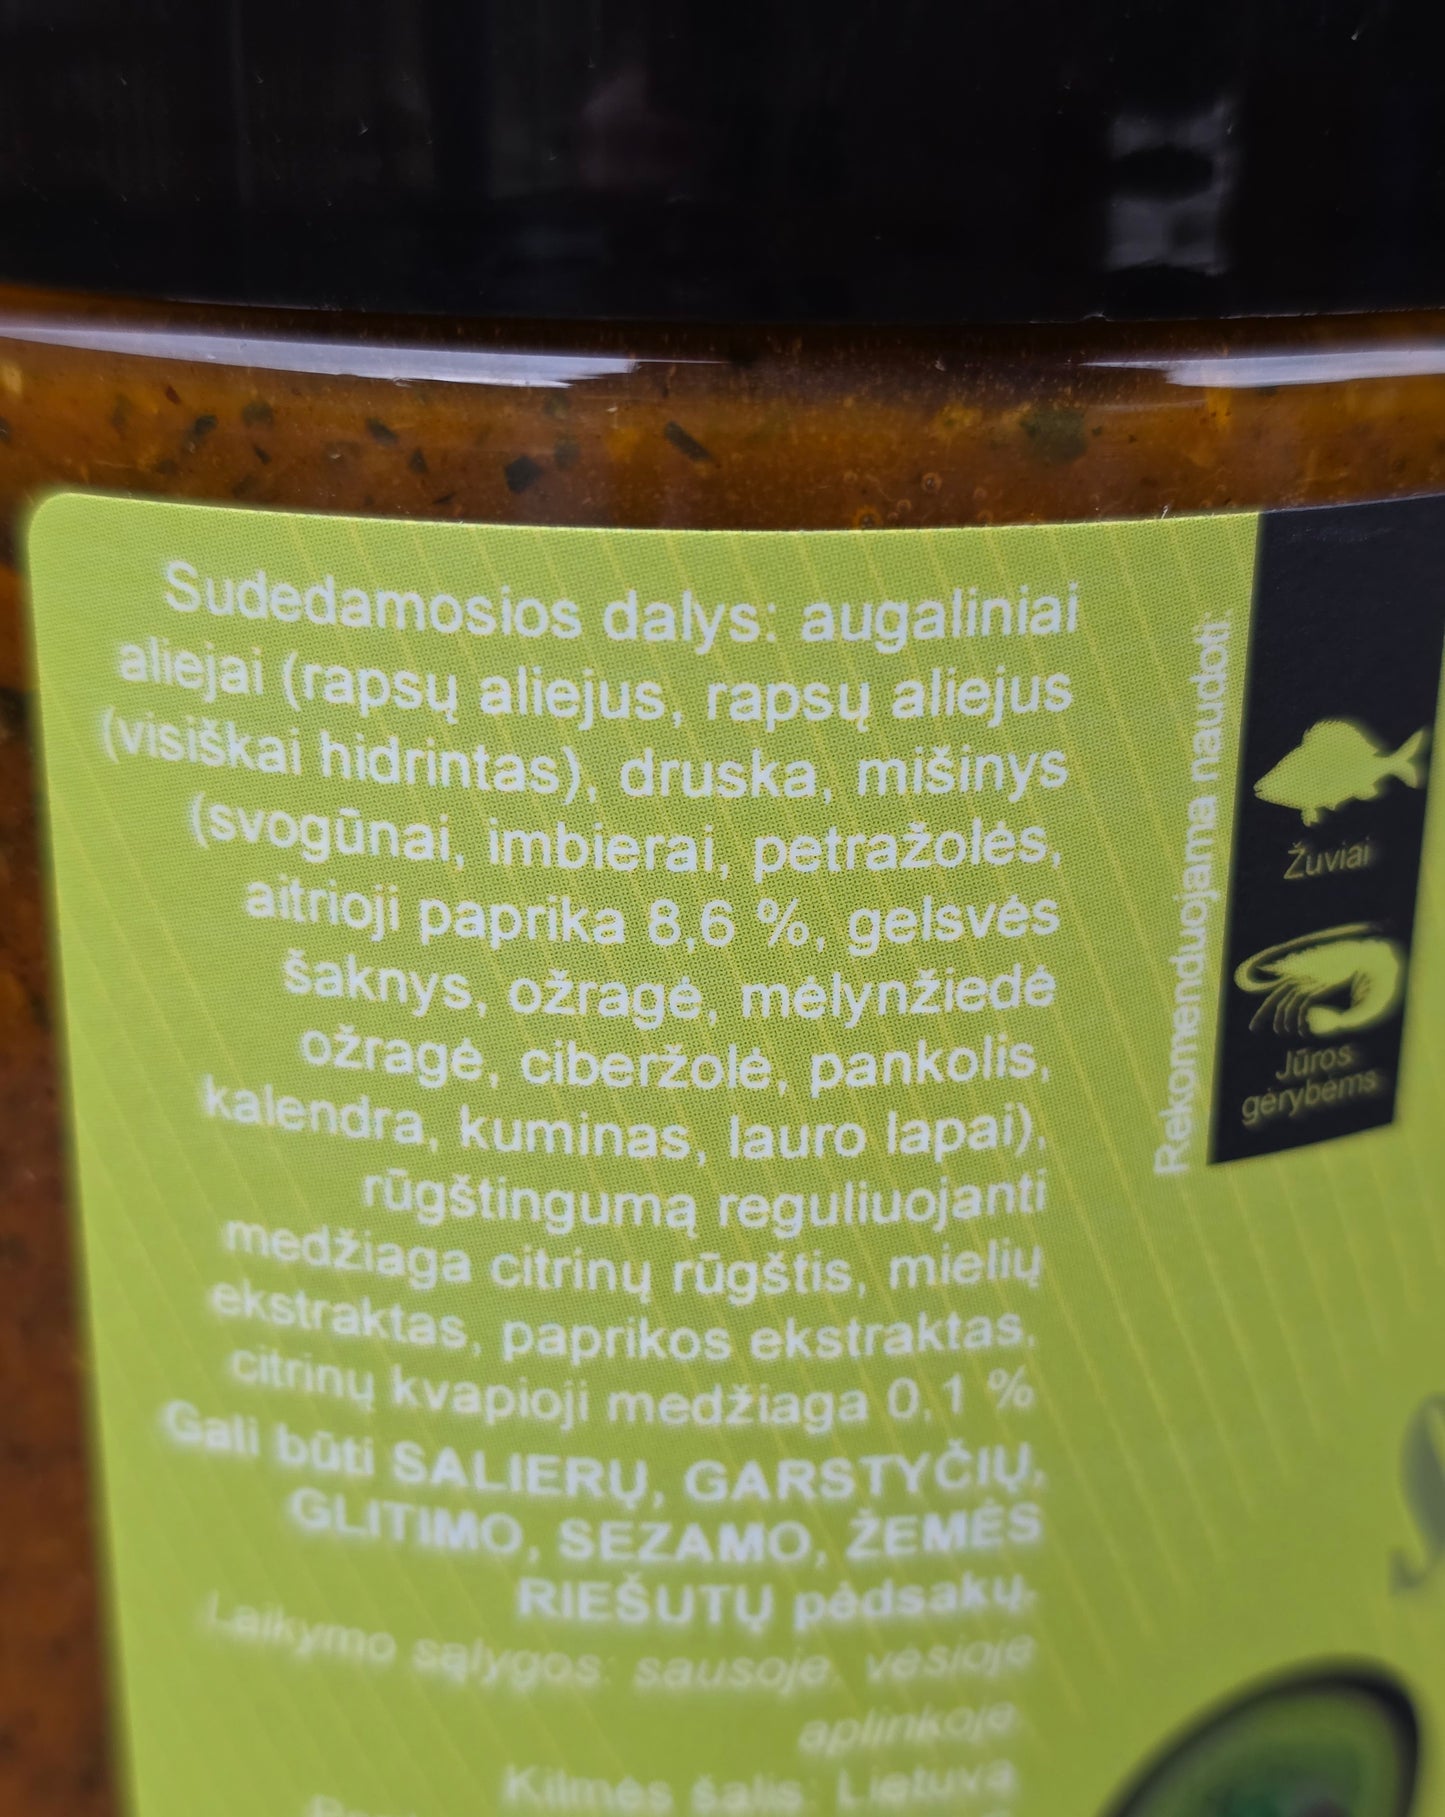 Sudedamosios dalys: augaliniai
aliejai (rapsų aliejus, rapsų aliejus
(visiškai hidrintas), druska, mišinys
(svogūnai, imbierai, petražolės,
aitrioji paprika 8,6 %, gelsvės
šaknys, ožragė, mėlynžiedė
ožragė, ciberžolė, pankolis,
kalendra, kuminas, lauro lapai),
rūgštingumą reguliuojanti
medžiaga citrinų rūgštis, mielių
ekstraktas, paprikos ekstraktas,
citrinų kvapioji medžiaga 0,1 %
Gali būti SALIERŲ, GARSTYČIŲ,
GLITIMO, SEZAMO, ŽEMĖS
RIEŠUTŲ pėdsakų.
Laikymo sąlygos: sausoje, vėsioje
aplinkoje.
Kilmės šalis: Lietuva
Rekomenduojama naudoti:
Žuviai
Jūros
gėrybėms